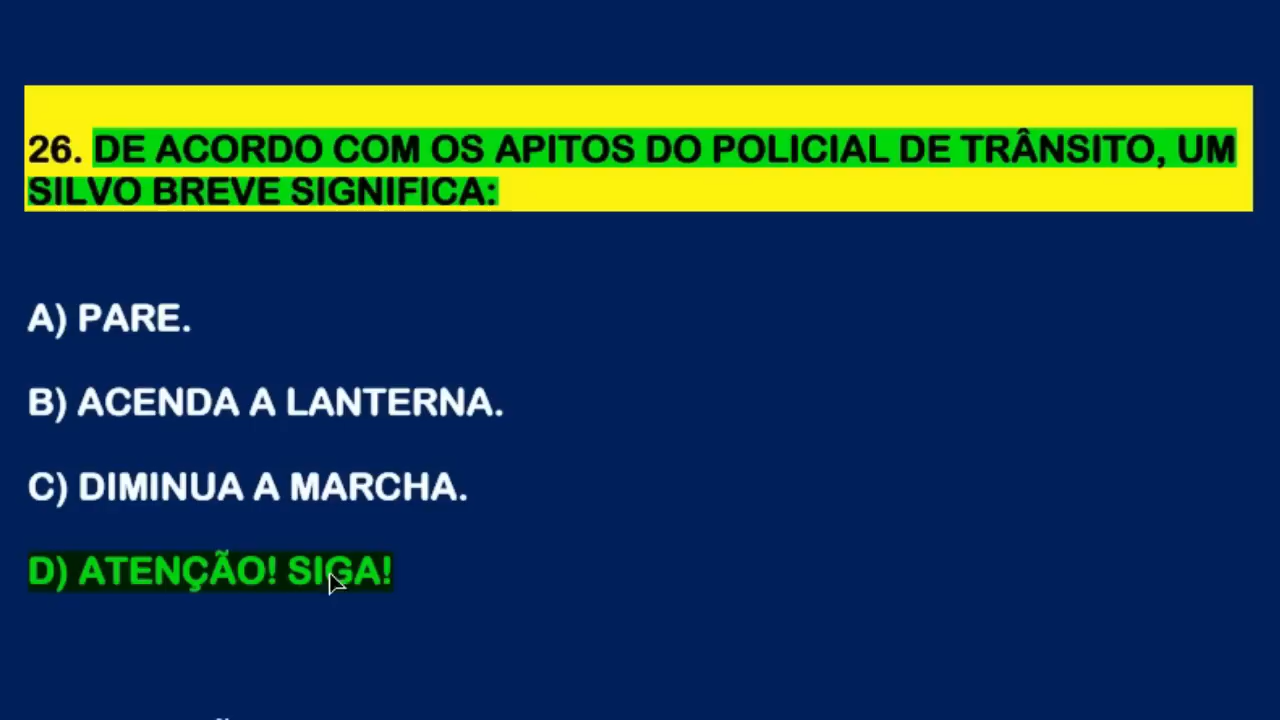 26. DE ACORDO COM OS APITOS DO POLICIAL DE TRÂNSITO, UM
SILVO BREVE SIGNIFICA:
A) PARE.
B) ACENDA A LANTERNA.
C) DIMINUA A MARCHA.
D) ATENÇÃO! SIGA!